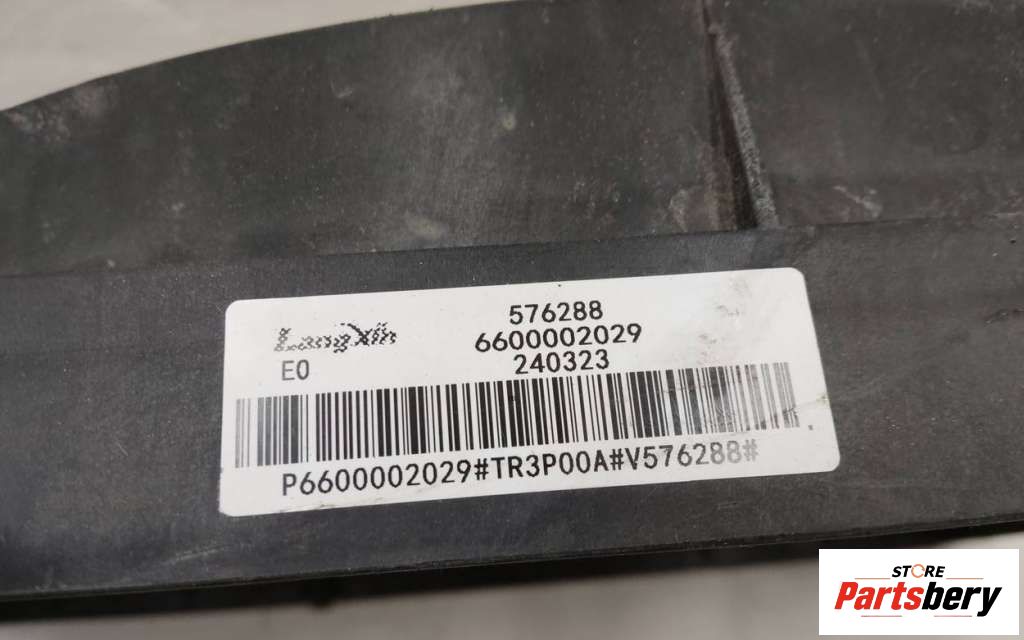 576288
LangXin 6600002029
E0 240323
P6600002029#TR3P00A#V576288#
STORE
Partsbery